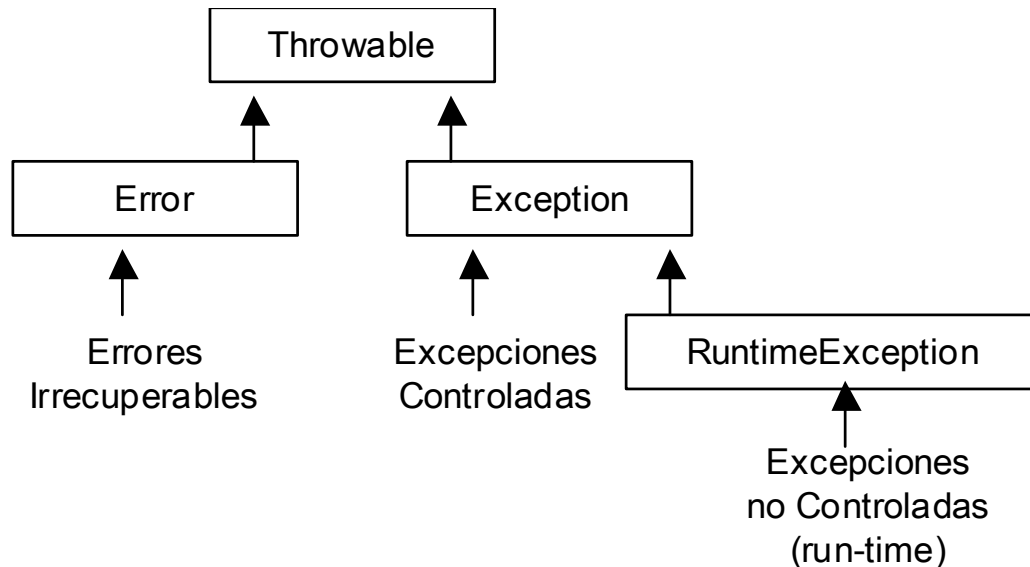 Throwable
Error
Exception
Errores
Irrecuperables
Excepciones
Controladas
RuntimeException
Excepciones
no Controladas
(run-time)